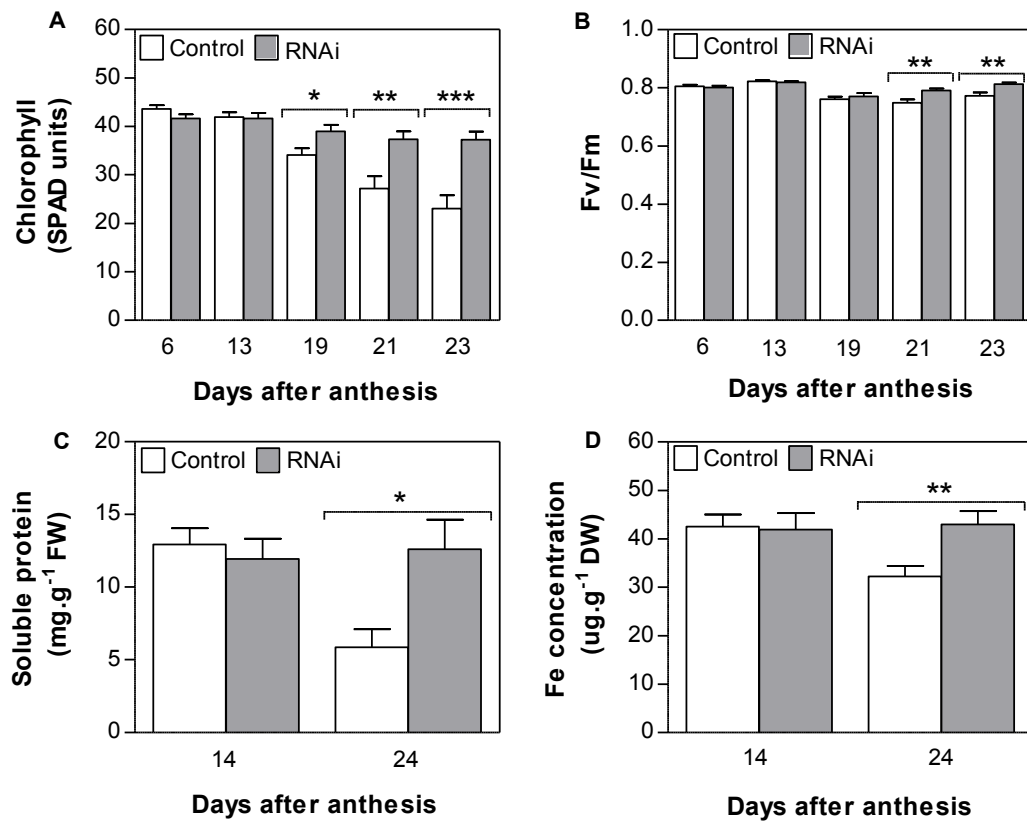 A
Control RNAi
Chlorophyll
(SPAD units)
60
50
40
30
20
10
0
* ** ***
6 13 19 21 23
Days after anthesis
B
Control RNAi
Fv/Fm
1.0
0.8
0.6
0.4
0.2
0.0
** **
6 13 19 21 23
Days after anthesis
C
Control RNAi
Soluble protein
(mg.g⁻¹ FW)
20
15
10
5
0
*
14 24
Days after anthesis
D
Control RNAi
Fe concentration
(ug.g⁻¹ DW)
60
50
40
30
20
10
0
**
14 24
Days after anthesis